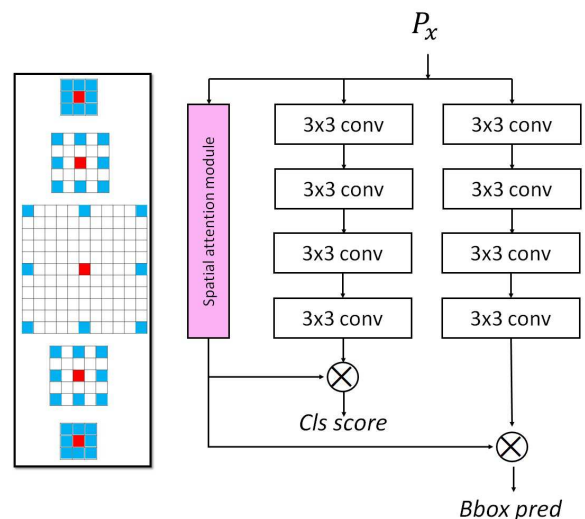 Pₓ
Spatial attention module
3x3 conv
3x3 conv
3x3 conv
3x3 conv
3x3 conv
3x3 conv
3x3 conv
3x3 conv
Cls score
Bbox pred